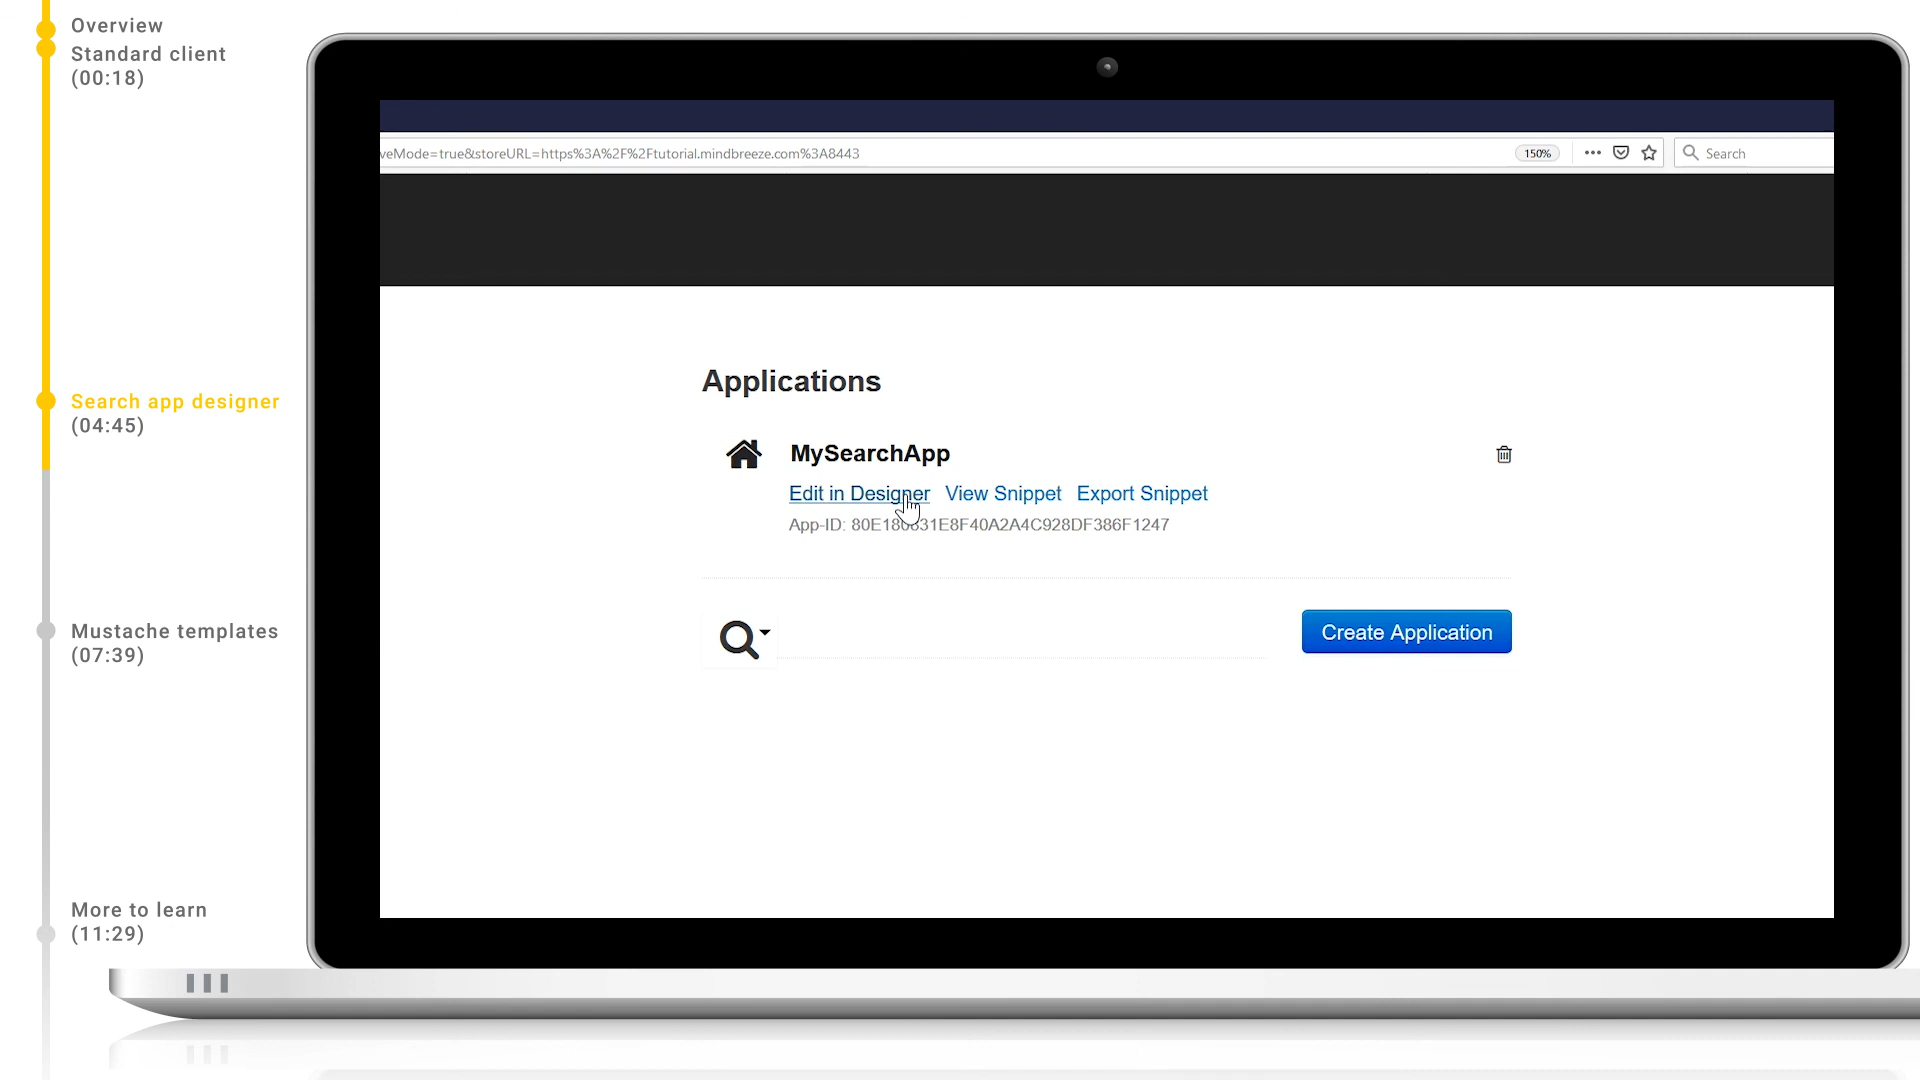 Overview
Standard client
(00:18)
Search app designer
(04:45)
Mustache templates
(07:39)
More to learn
(11:29)
veMode=true&storeURL=https%3A%2F%2Ftutorial.mindbreeze.com%3A8443
150%
Search
Applications
MySearchApp
Edit in Designer View Snippet Export Snippet
App-ID:
Create Application